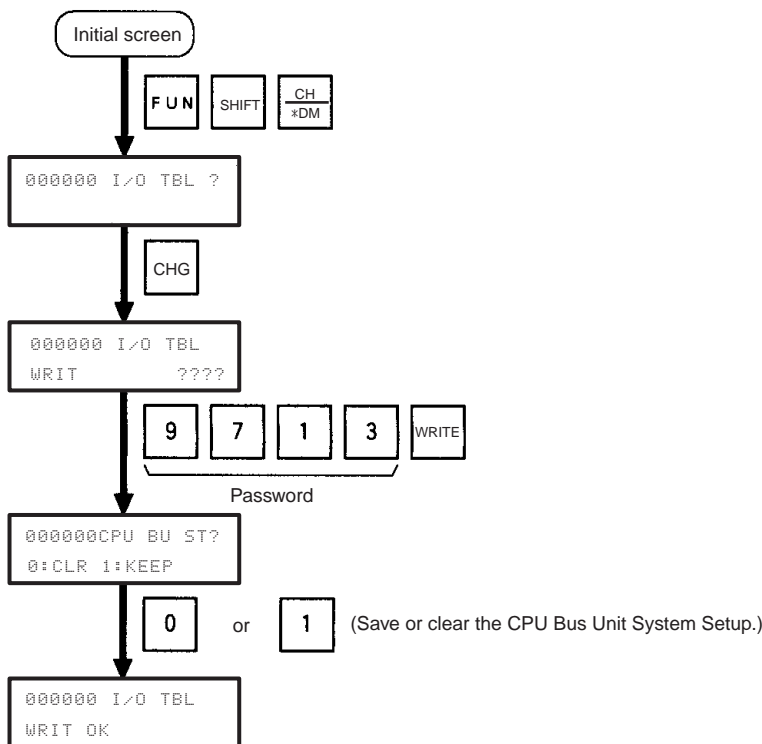 Initial screen
FUN SHIFT CH
*DM
000000 I/O TBL ?
CHG
000000 I/O TBL
WRIT ????
9 7 1 3 WRITE
Password
000000CPU BU ST?
0:CLR 1:KEEP
0 or 1 (Save or clear the CPU Bus Unit System Setup.)
000000 I/O TBL
WRIT OK